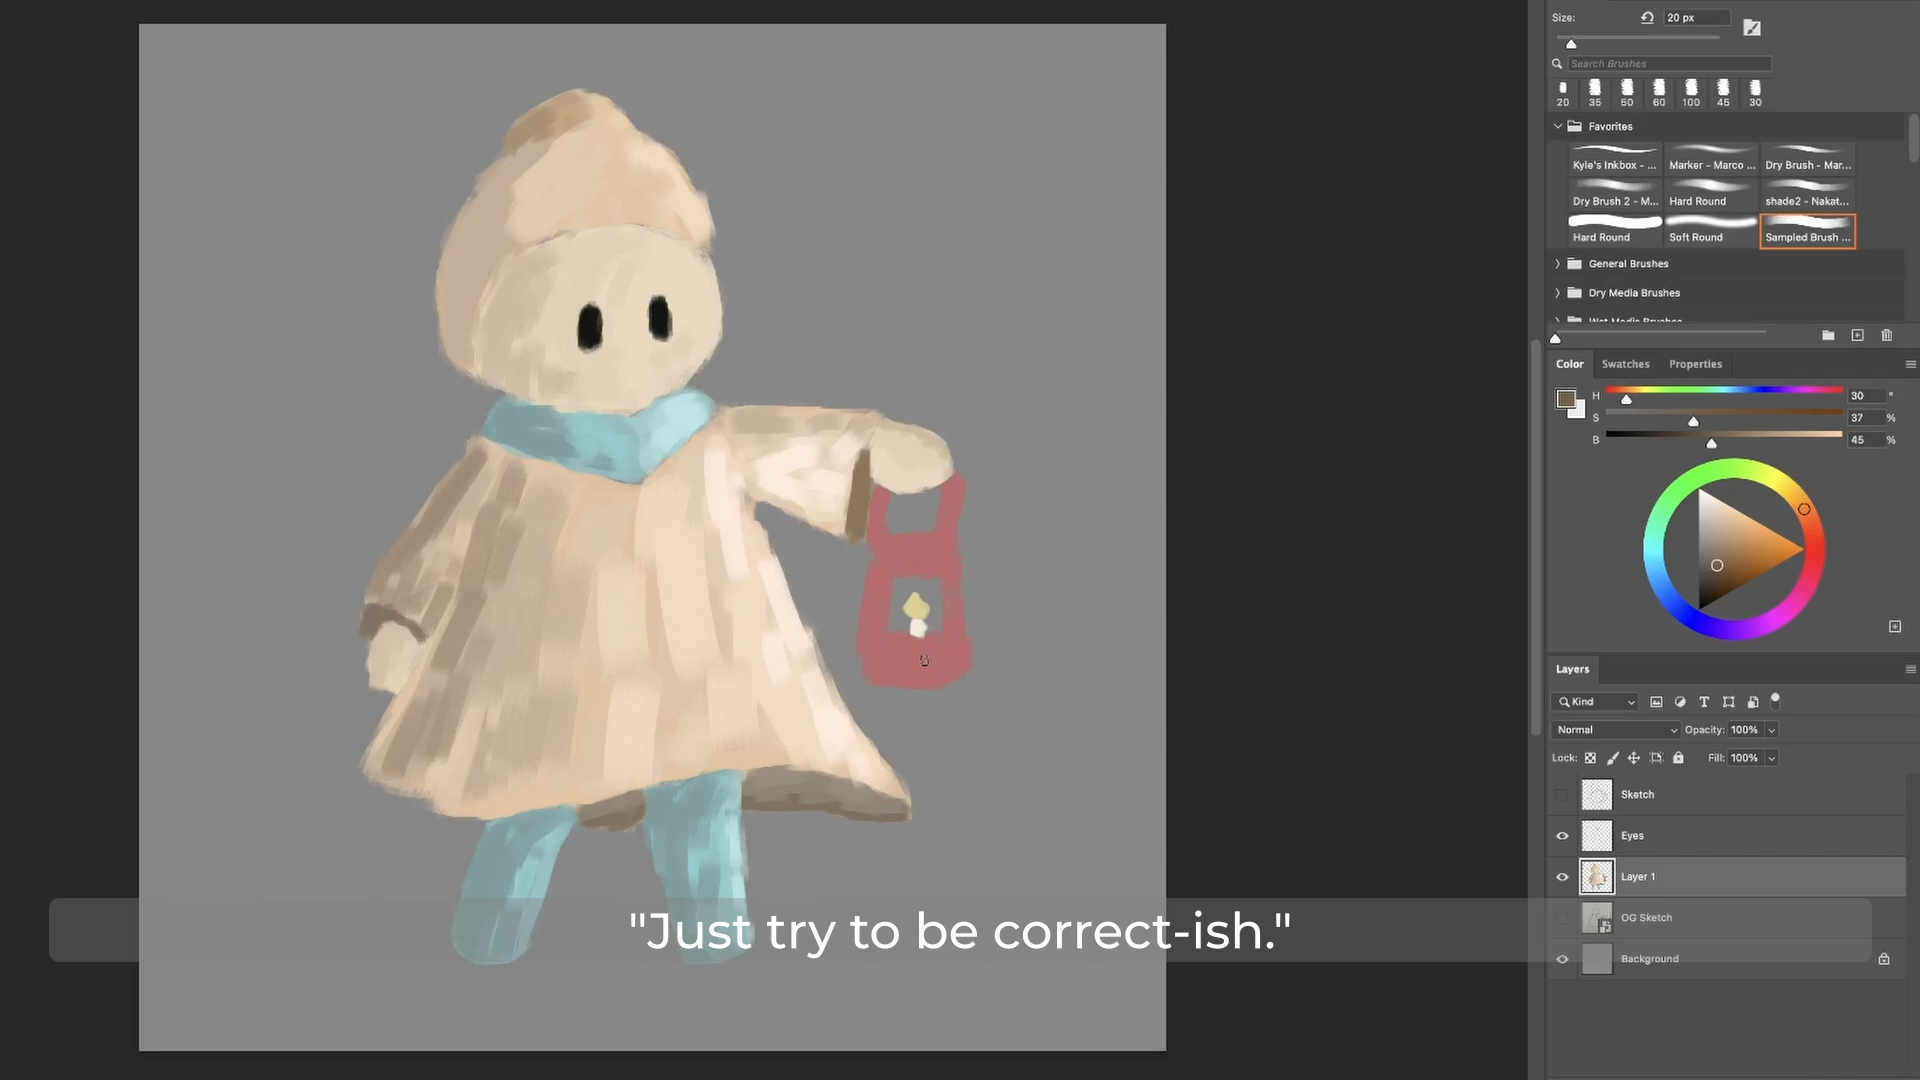 Size:
20 px
Search Brushes
20 35 50 60 100 45 30
Favorites
Kyle's Inkbox - ... Marker - Marco ... Dry Brush - Mar...
Dry Brush 2 - M... Hard Round shade2 - Nakat...
Hard Round Soft Round Sampled Brush ...
General Brushes
Dry Media Brushes
Wet Media Brushes
Color Swatches Properties
H 30 °
S 37 %
B 45 %
Layers
Kind
Normal Opacity: 100%
Lock: Fill: 100%
Sketch
Eyes
Layer 1
OG Sketch
"Just try to be correct-ish."
Background